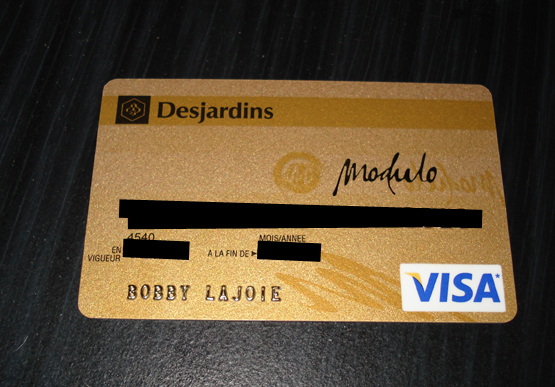 Desjardins
Modulo
4540
MOIS/ANNEE
EN
VIGUEUR
A LA FIN DE
BOBBY LAJOIE
VISA